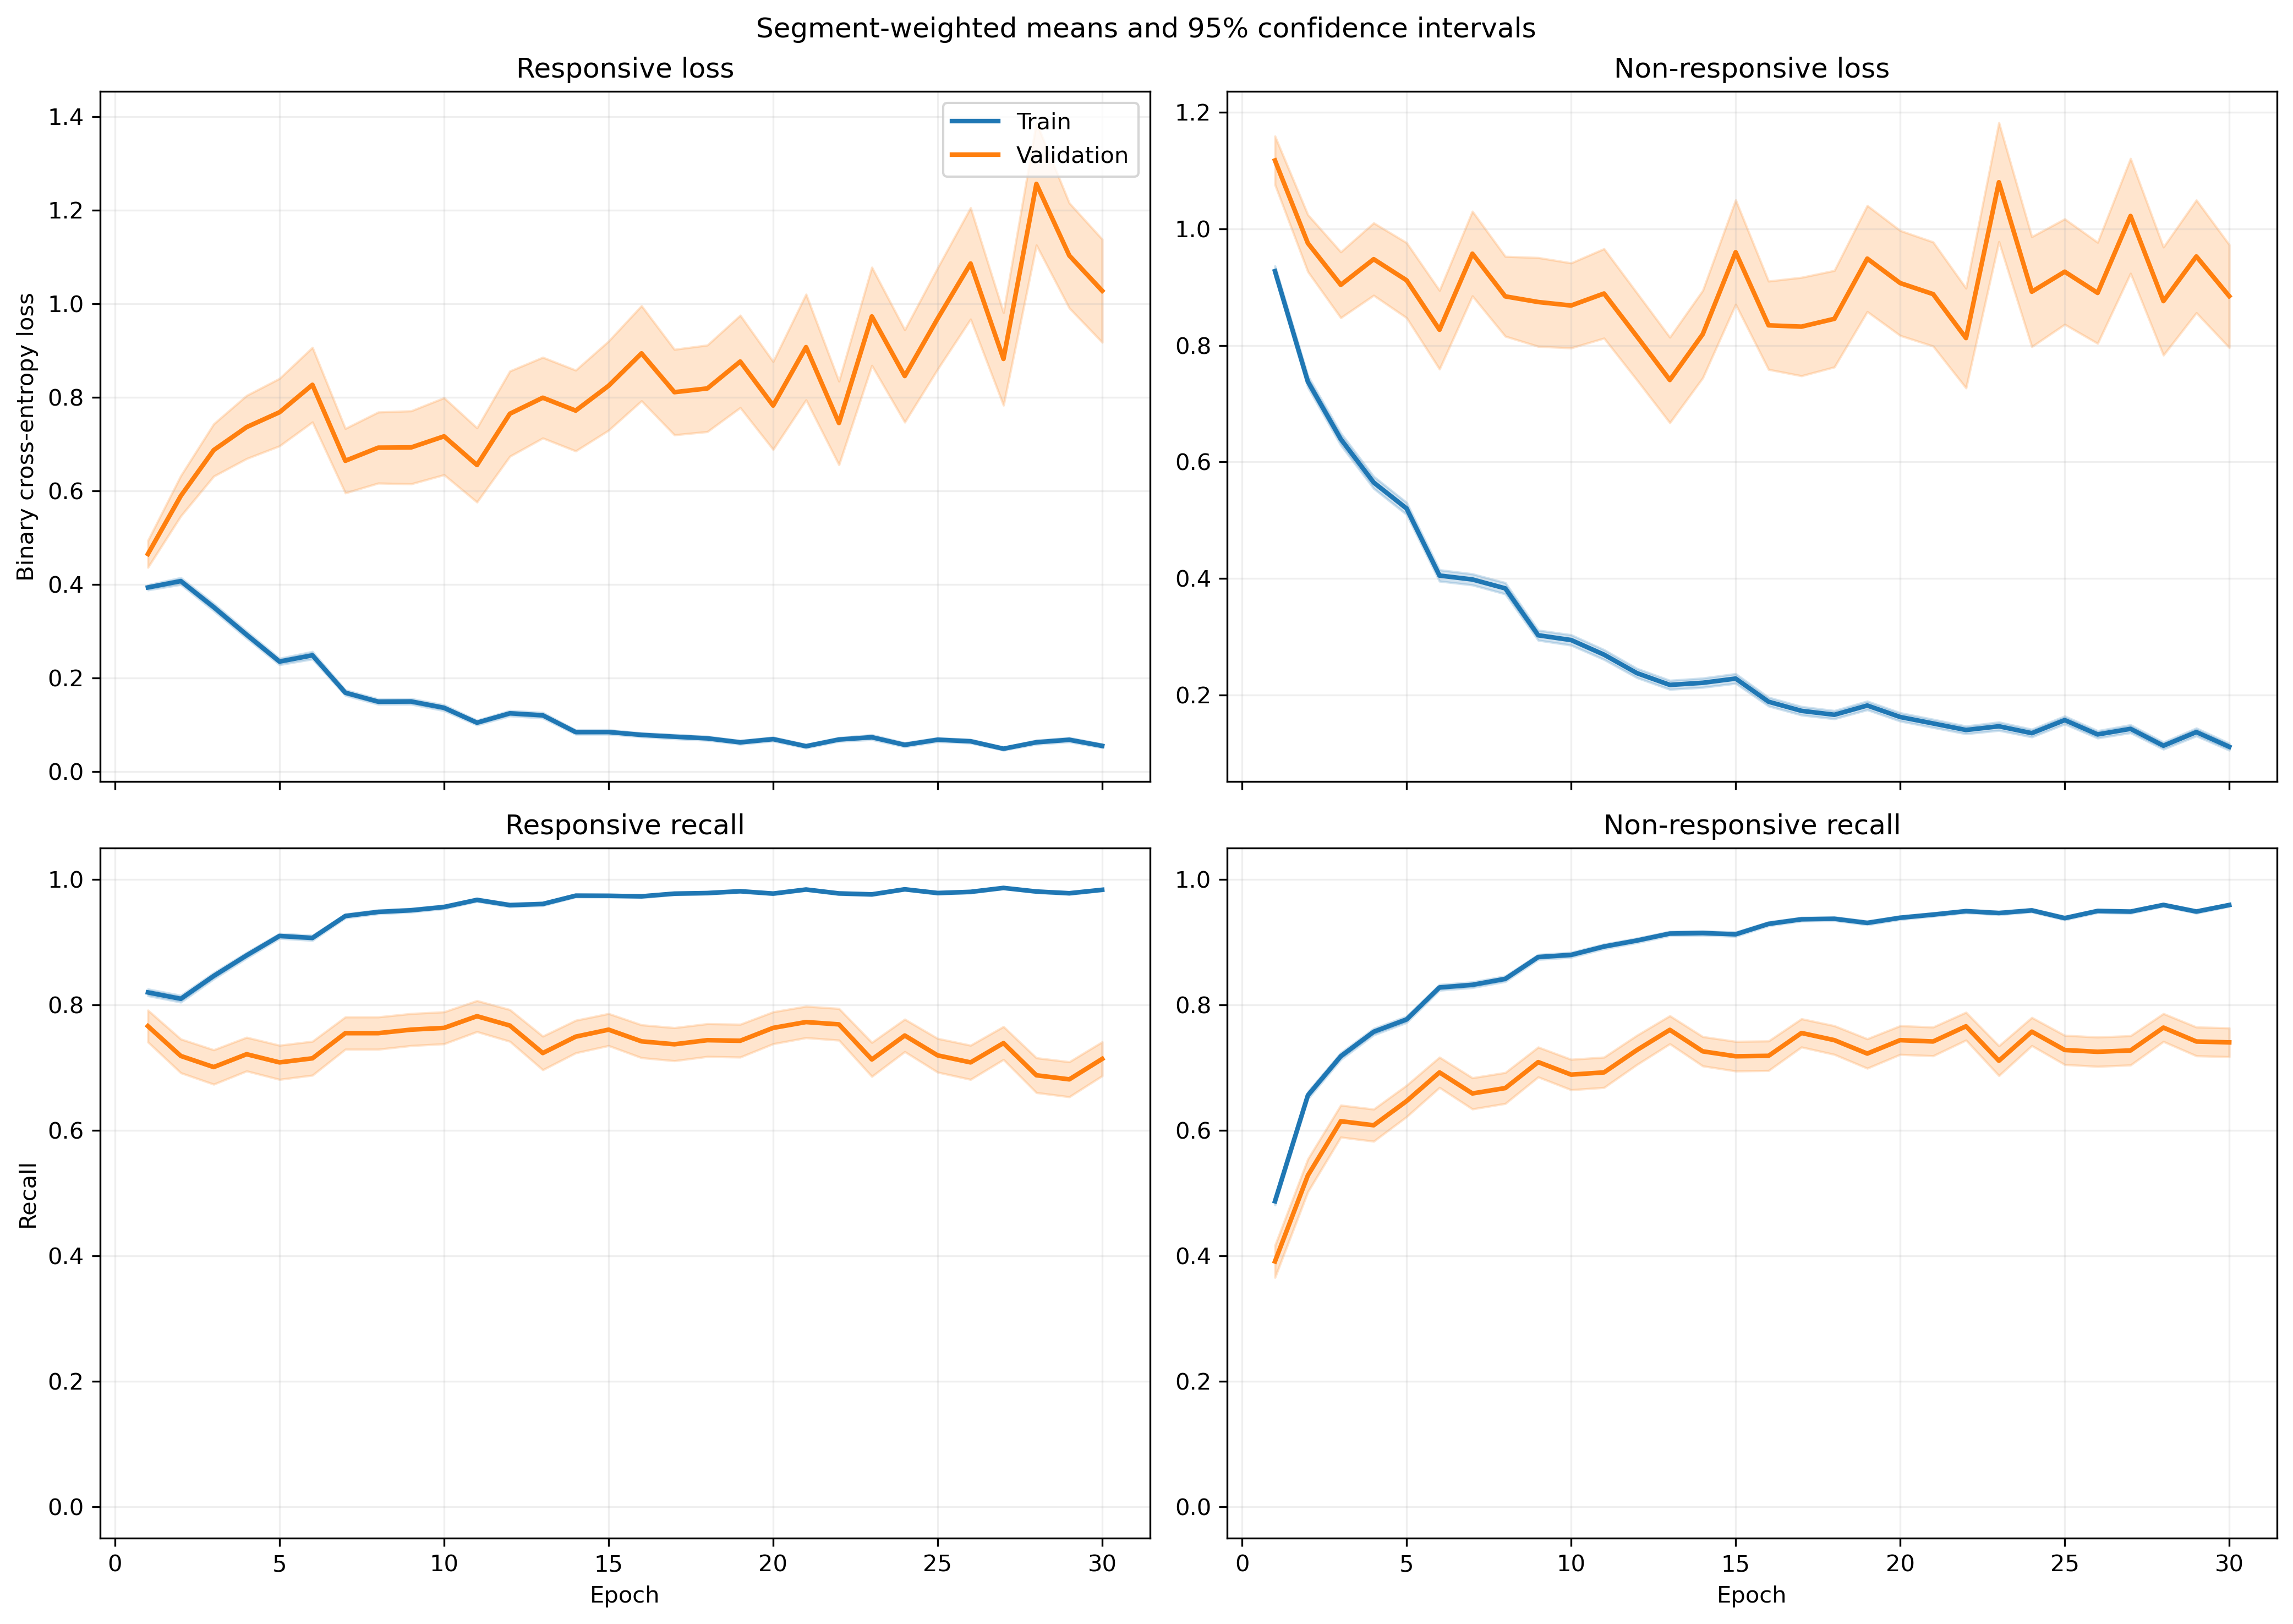 Segment-weighted means and 95% confidence intervals
Responsive loss
Non-responsive loss
Train
Validation
Binary cross-entropy loss
1.4
1.2
1.0
0.8
0.6
0.4
0.2
0.0
1.2
1.0
0.8
0.6
0.4
0.2
Responsive recall
Non-responsive recall
Recall
1.0
0.8
0.6
0.4
0.2
0.0
1.0
0.8
0.6
0.4
0.2
0.0
0 5 10 15 20 25 30
0 5 10 15 20 25 30
Epoch
Epoch